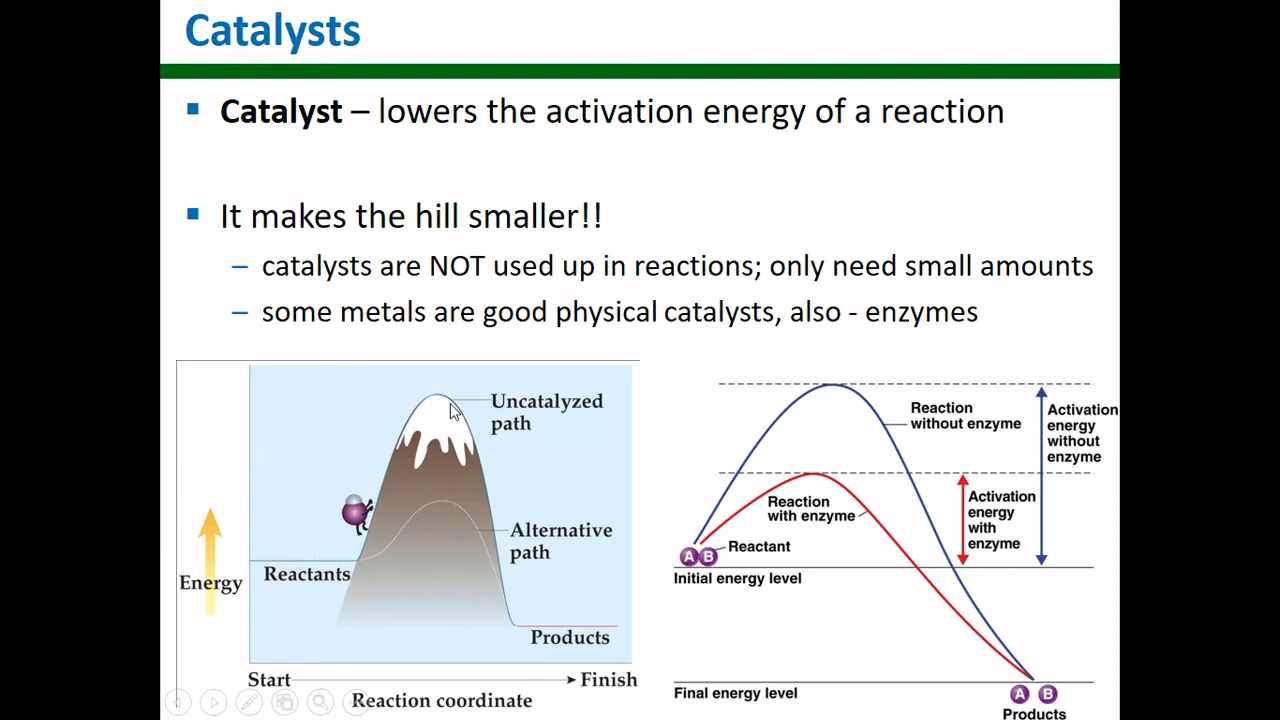 Catalysts
Catalyst – lowers the activation energy of a reaction
It makes the hill smaller!!
– catalysts are NOT used up in reactions; only need small amounts
– some metals are good physical catalysts, also - enzymes
Uncatalyzed
path
Alternative
path
Energy
Reactants
Products
Start
Finish
Reaction coordinate
Reaction
without enzyme
Activation
energy
without
enzyme
Reaction
with enzyme
Activation
energy
with
enzyme
A B
Reactant
Initial energy level
Final energy level
A B
Products